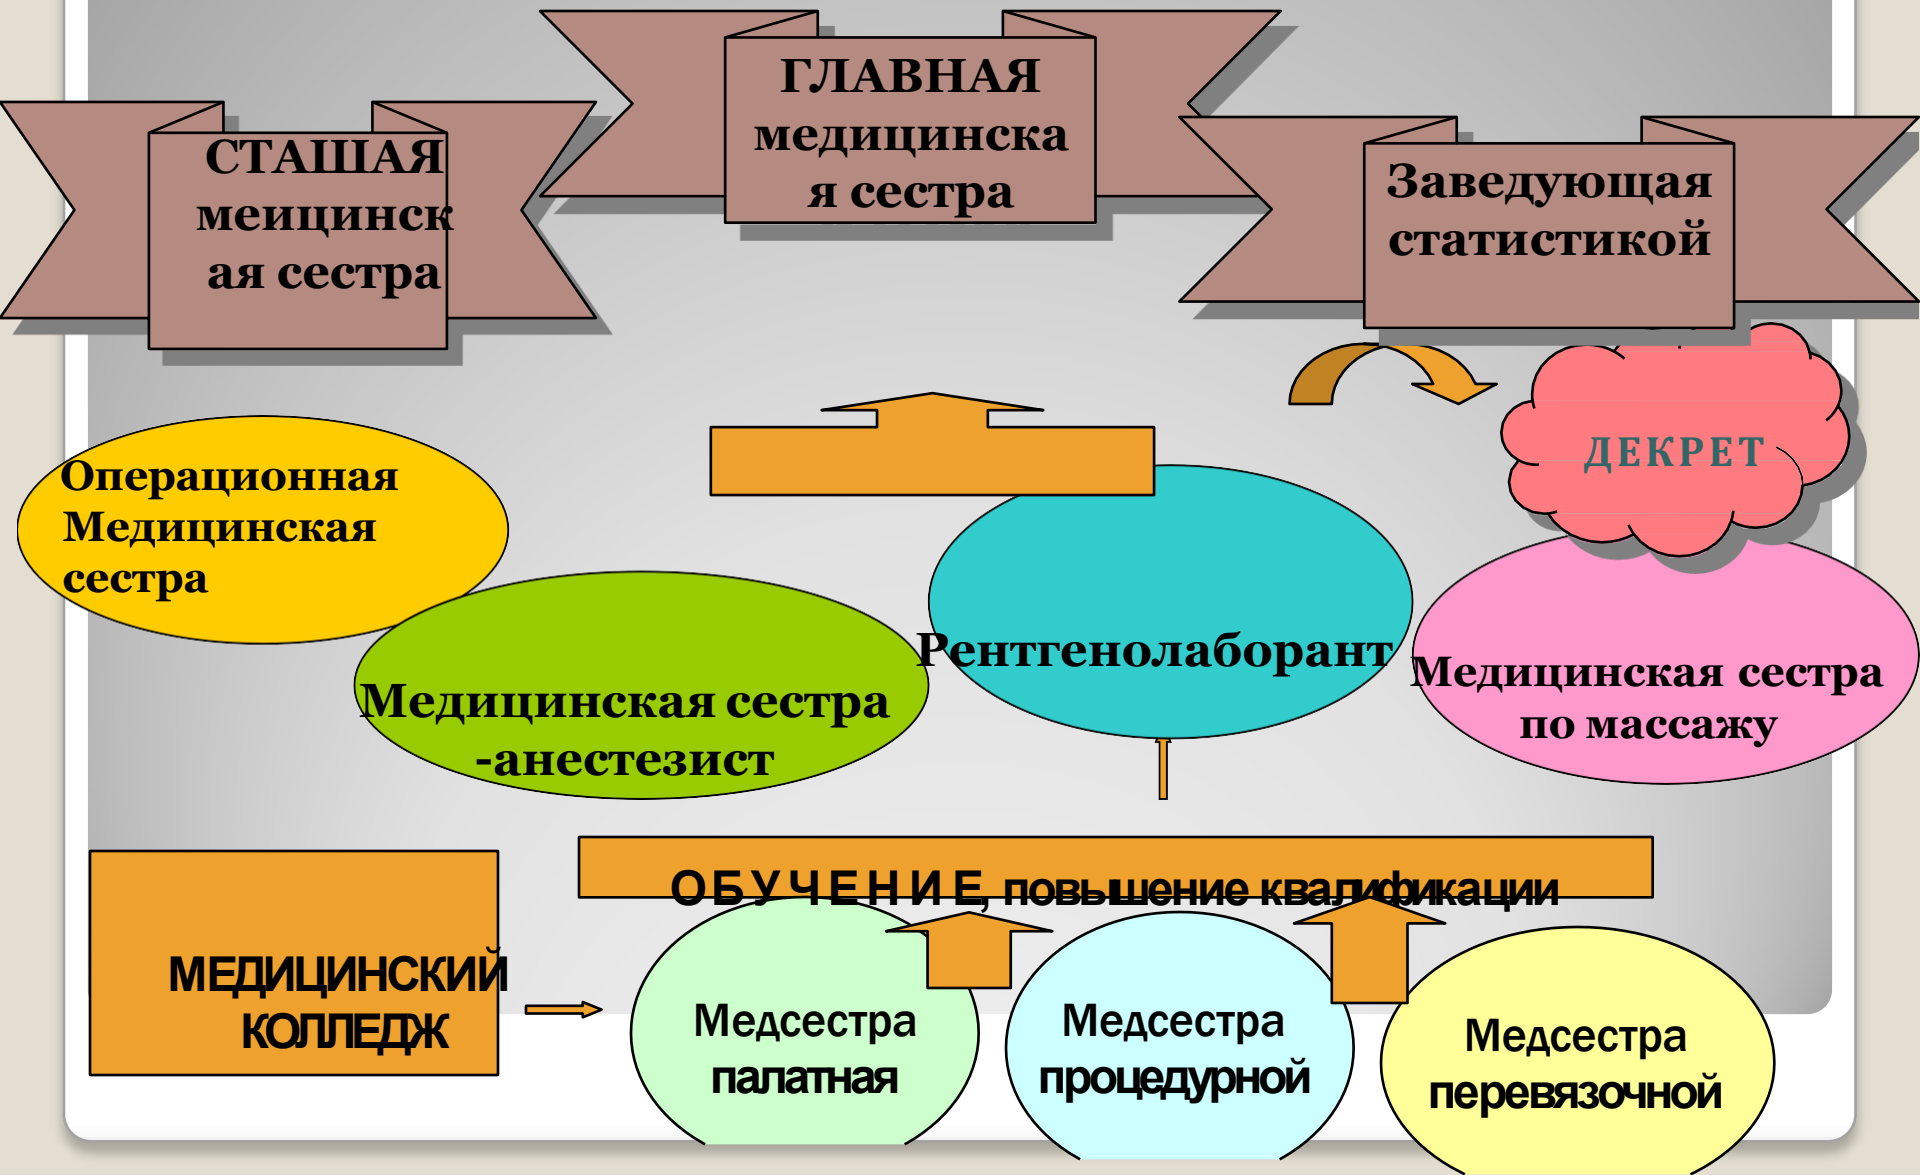 ГЛАВНАЯ
медицинска
я сестра
СТАШАЯ
меицинск
ая сестра
Заведующая
статистикой
ДЕКРЕТ
Операционная
Медицинская
сестра
Медицинская сестра
-анестезист
Рентгенолаборант
Медицинская сестра
по массажу
ОБУЧЕНИЕ, повышение квалификации
МЕДИЦИНСКИЙ
КОЛЛЕДЖ
Медсестра
палатная
Медсестра
процедурной
Медсестра
перевязочной